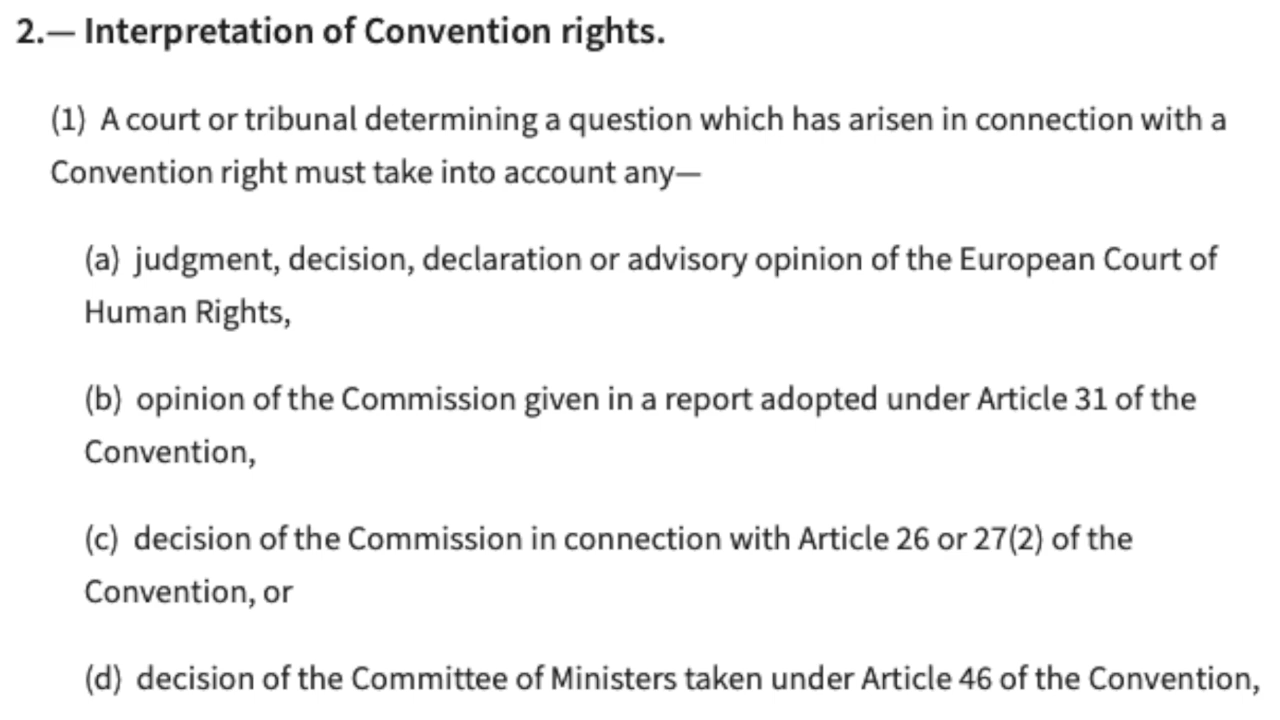 2.— Interpretation of Convention rights.
(1) A court or tribunal determining a question which has arisen in connection with a
Convention right must take into account any—
(a) judgment, decision, declaration or advisory opinion of the European Court of
Human Rights,
(b) opinion of the Commission given in a report adopted under Article 31 of the
Convention,
(c) decision of the Commission in connection with Article 26 or 27(2) of the
Convention, or
(d) decision of the Committee of Ministers taken under Article 46 of the Convention,